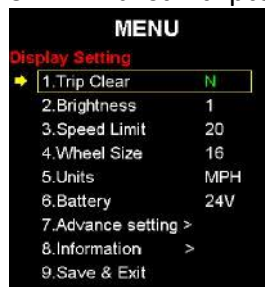 MENU
Display Setting
1.Trip Clear N
2.Brightness 1
3.Speed Limit 20
4.Wheel Size 16
5.Units MPH
6.Battery 24V
7.Advance setting >
8.Information >
9.Save & Exit